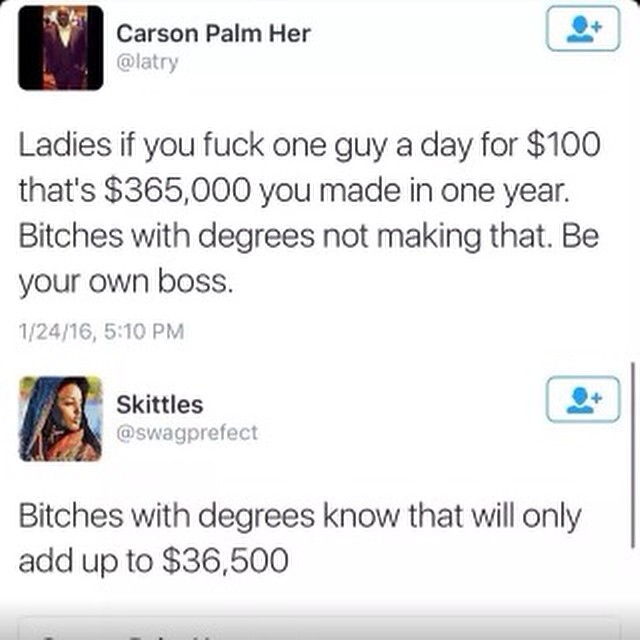 Carson Palm Her
@latry
Ladies if you fuck one guy a day for $100
that's $365,000 you made in one year.
Bitches with degrees not making that. Be
your own boss.
1/24/16, 5:10 PM
Skittles
@swagprefect
Bitches with degrees know that will only
add up to $36,500